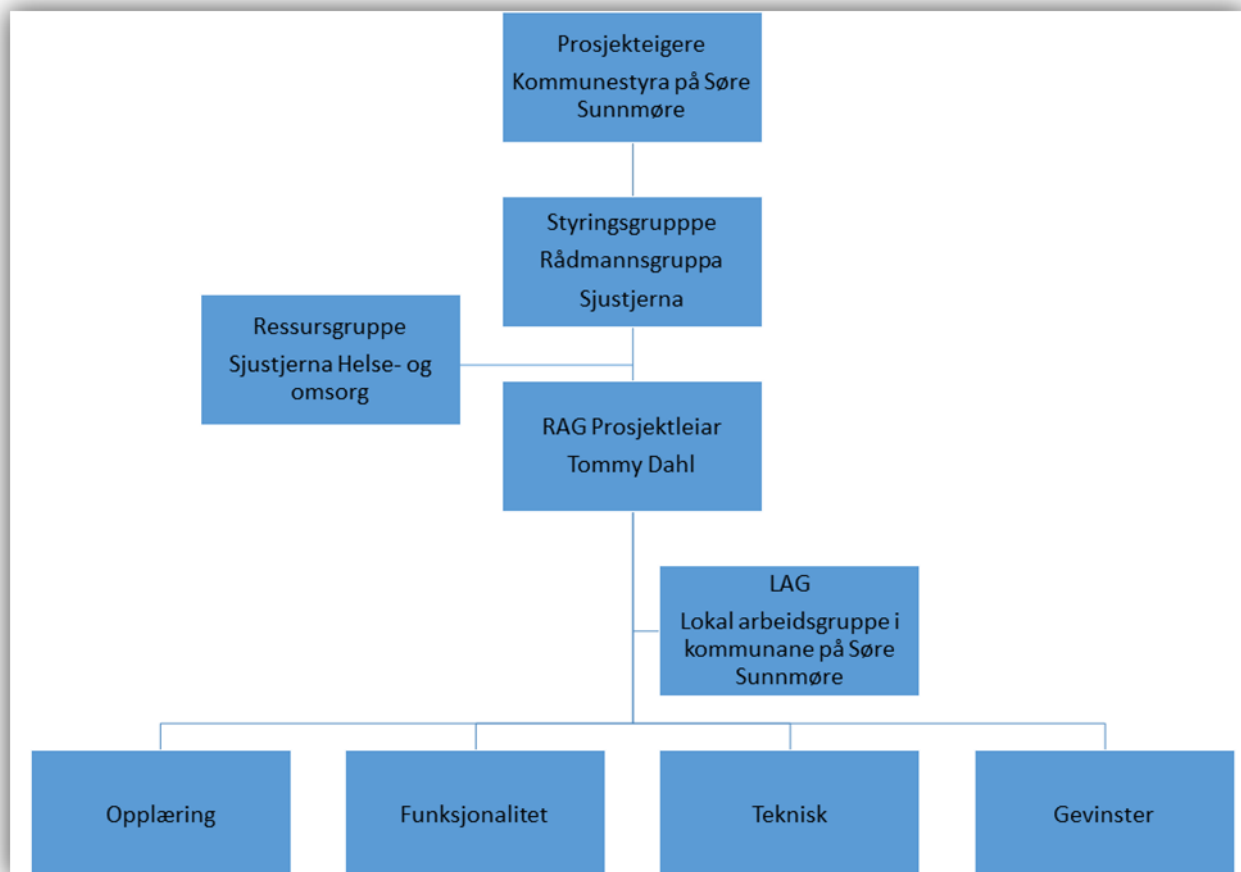 Prosjekteigere
Kommunestyra på Søre
Sunnmøre
Styringsgrupppe
Rådmannsgruppa
Sjustjerna
Ressursgruppe
Sjustjerna Helse- og
omsorg
RAG Prosjektleiar
Tommy Dahl
LAG
Lokal arbeidsgruppe i
kommunane på Søre
Sunnmøre
Opplæring
Funksjonalitet
Teknisk
Gevinster